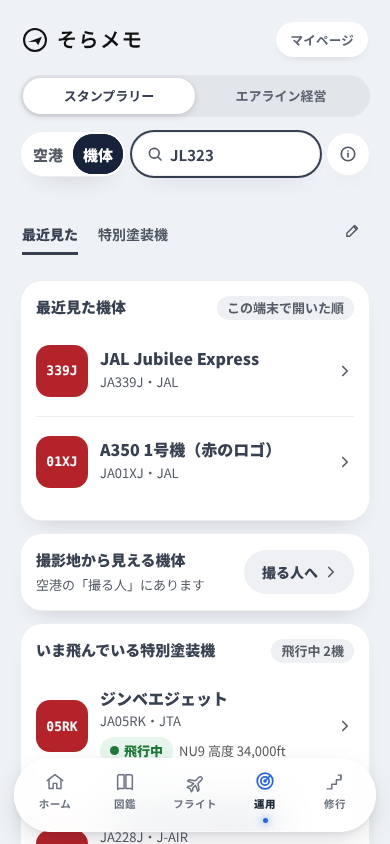 そらメモ
マイページ
スタンプラリー
エアライン経営
空港
機体
JL323
最近見た
特別塗装機
最近見た機体
この端末で開いた順
339J
JAL Jubilee Express
JA339J・JAL
01XJ
A350 1号機（赤のロゴ）
JA01XJ・JAL
撮影地から見える機体
空港の「撮る人」にあります
撮る人へ
いま飛んでいる特別塗装機
飛行中 2機
05RK
ジンベエジェット
JA05RK・JTA
飛行中
NU9 高度 34,000ft
ホーム
図鑑
フライト
運用
修行
JA228J・J-AIR